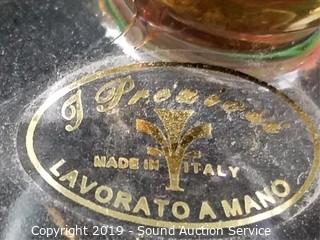 I Preziosi
MADE IN ITALY
LAVORATO A MANO
Copyright 2019 - Sound Auction Service